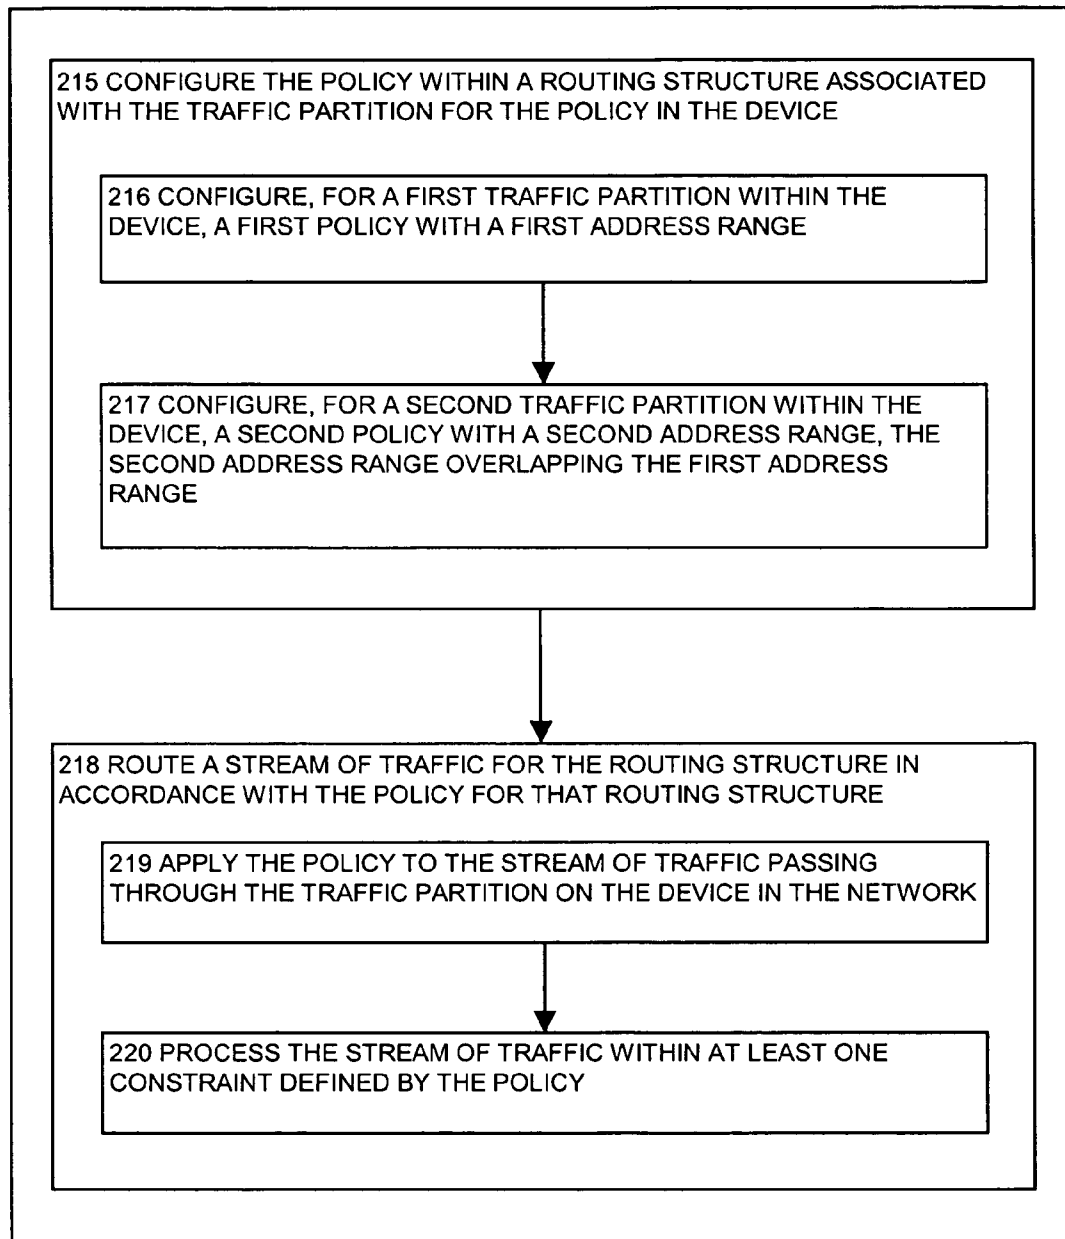 215 CONFIGURE THE POLICY WITHIN A ROUTING STRUCTURE ASSOCIATED
WITH THE TRAFFIC PARTITION FOR THE POLICY IN THE DEVICE
216 CONFIGURE, FOR A FIRST TRAFFIC PARTITION WITHIN THE
DEVICE, A FIRST POLICY WITH A FIRST ADDRESS RANGE
217 CONFIGURE, FOR A SECOND TRAFFIC PARTITION WITHIN THE
DEVICE, A SECOND POLICY WITH A SECOND ADDRESS RANGE, THE
SECOND ADDRESS RANGE OVERLAPPING THE FIRST ADDRESS
RANGE
218 ROUTE A STREAM OF TRAFFIC FOR THE ROUTING STRUCTURE IN
ACCORDANCE WITH THE POLICY FOR THAT ROUTING STRUCTURE
219 APPLY THE POLICY TO THE STREAM OF TRAFFIC PASSING
THROUGH THE TRAFFIC PARTITION ON THE DEVICE IN THE NETWORK
220 PROCESS THE STREAM OF TRAFFIC WITHIN AT LEAST ONE
CONSTRAINT DEFINED BY THE POLICY